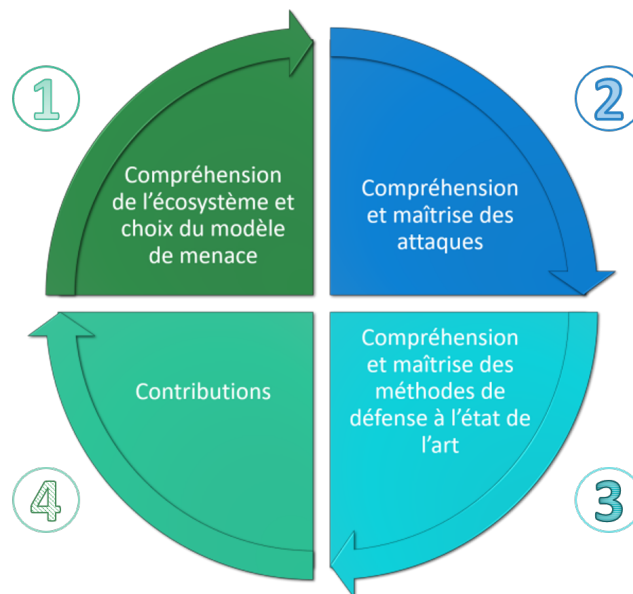 1
Compréhension
de l'écosystème et
choix du modèle
de menace
2
Compréhension
et maîtrise des
attaques
3
Compréhension
et maîtrise des
méthodes de
défense à l'état de
l'art
4
Contributions